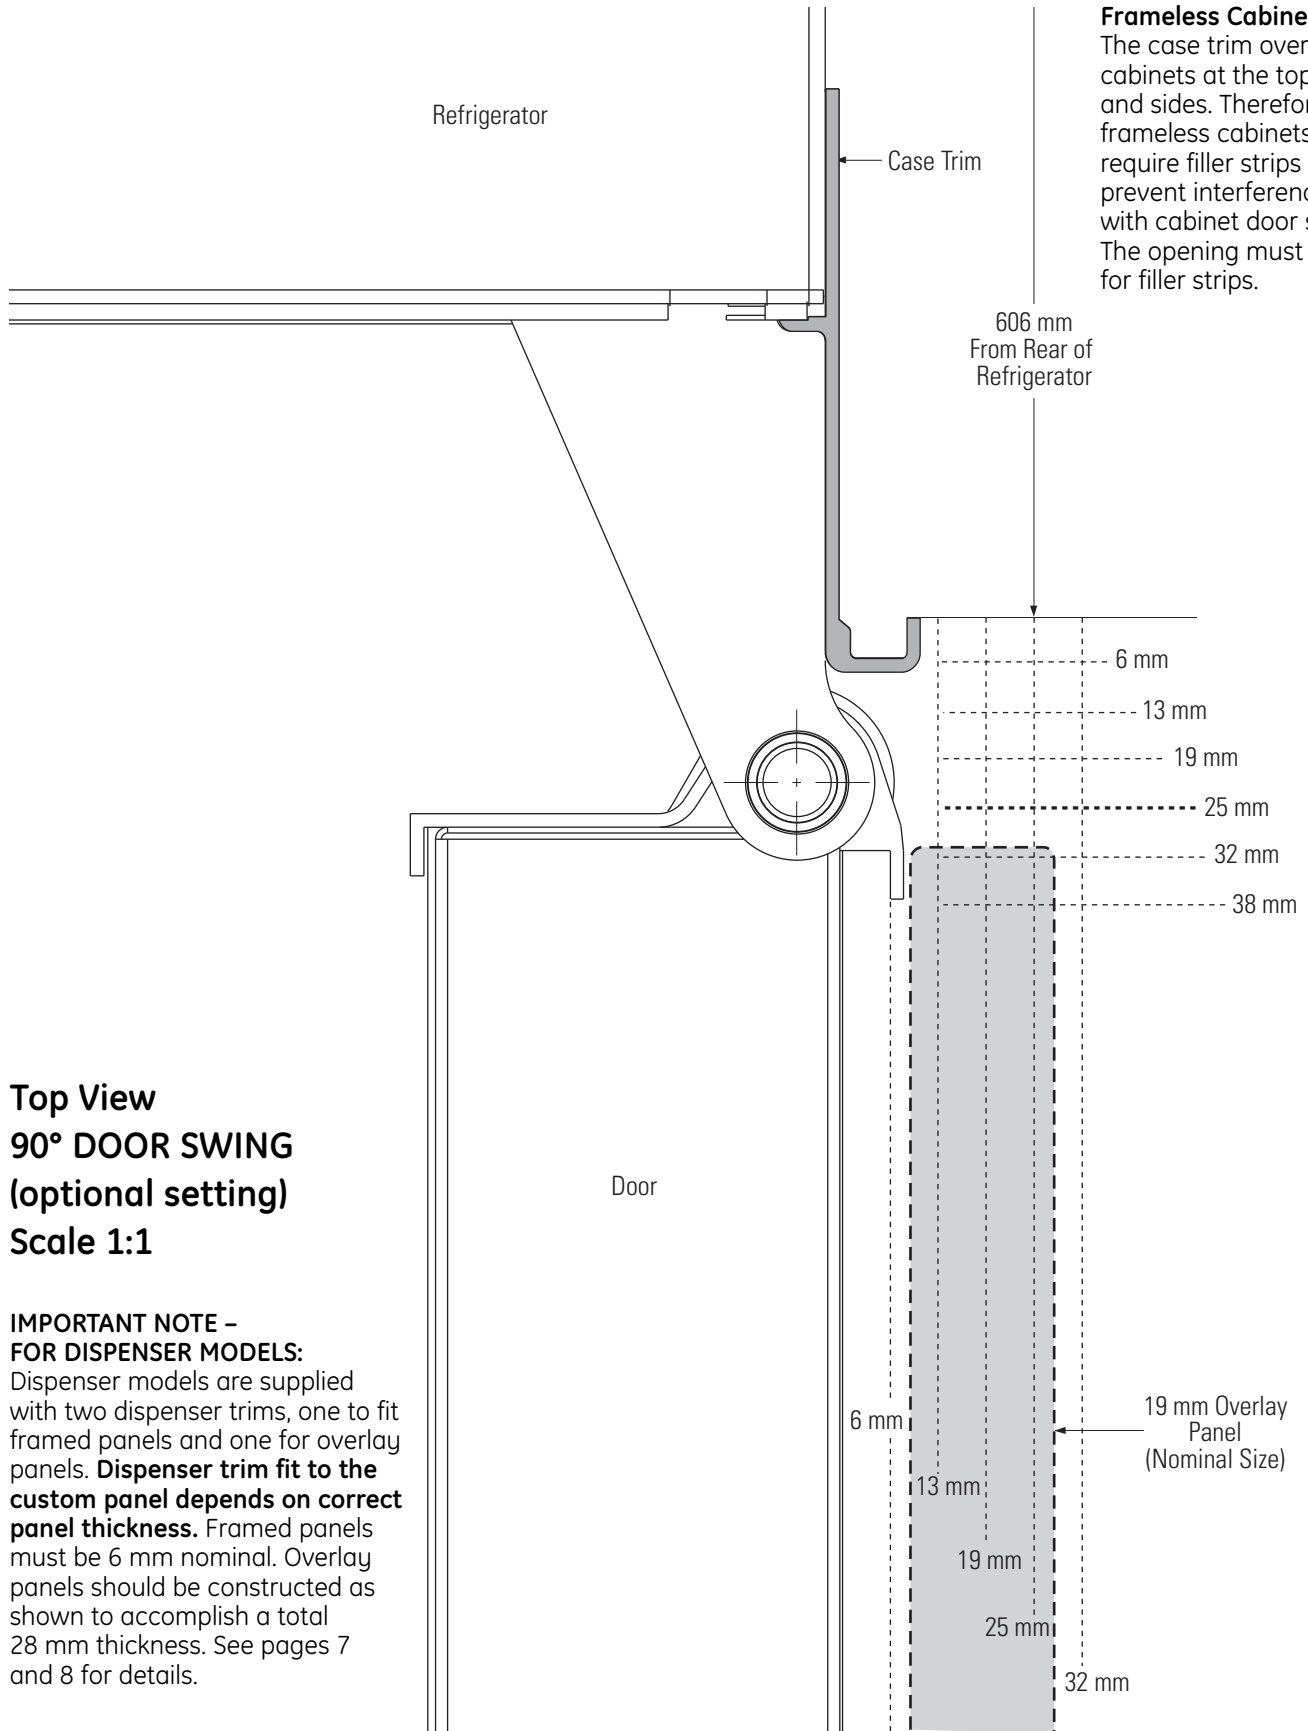 Refrigerator
Case Trim
The case trim over
cabinets at the top
and sides.
frameless cabinets
require filler strips
with cabinet door
The opening must
for filler strips.
606 mm
From Rear of
Refrigerator
6 mm
13 mm
19 mm
25 mm
32 mm
38 mm
Top View
90° DOOR SWING
(optional setting)
Scale 1:1
IMPORTANT NOTE –
FOR DISPENSER MODELS:
Dispenser models are supplied
with two dispenser trims, one to fit
framed panels and one for overlay
panels. Dispenser trim fit to the
custom panel depends on correct
panel thickness. Framed panels
must be 6 mm nominal. Overlay
panels should be constructed as
shown to accomplish a total
28 mm thickness. See pages 7
and 8 for details.
Door
6 mm
13 mm
19 mm
25 mm
32 mm
19 mm Overlay
Panel
(Nominal Size)